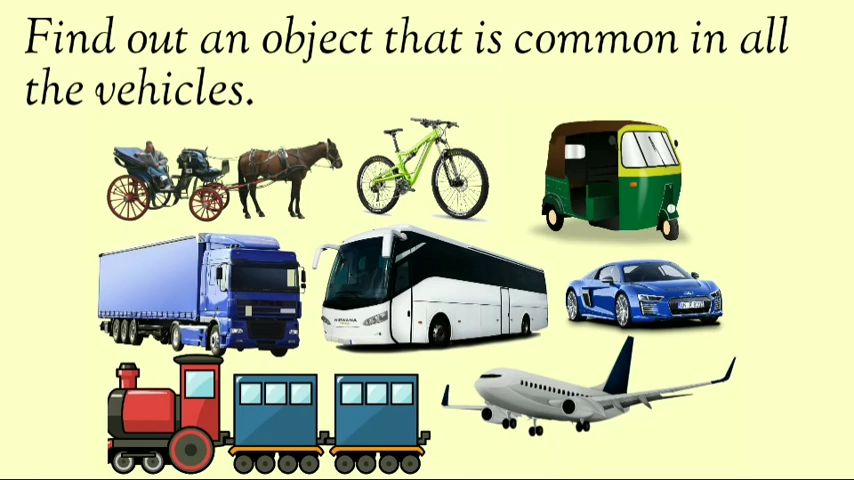 Find out an object that is common in all
the vehicles.